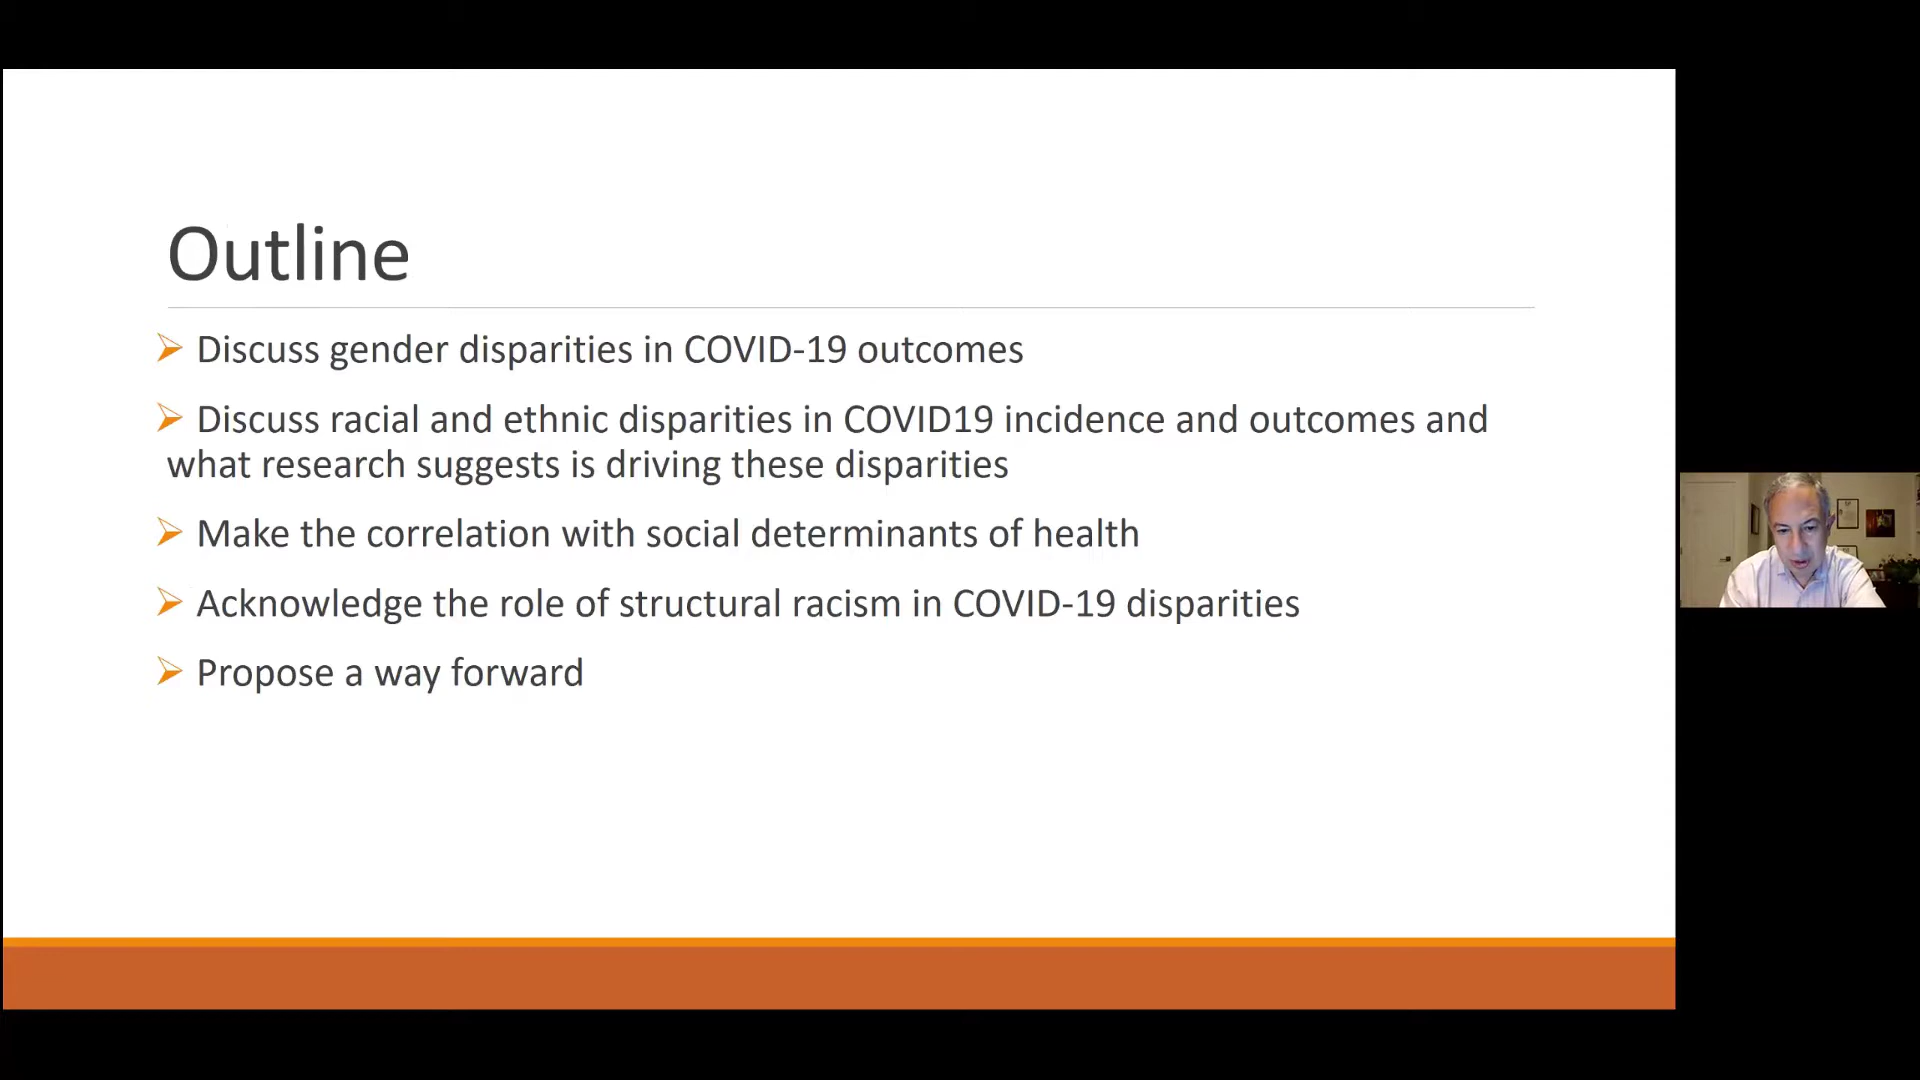 Outline
Discuss gender disparities in COVID-19 outcomes
Discuss racial and ethnic disparities in COVID19 incidence and outcomes and
what research suggests is driving these disparities
Make the correlation with social determinants of health
Acknowledge the role of structural racism in COVID-19 disparities
Propose a way forward